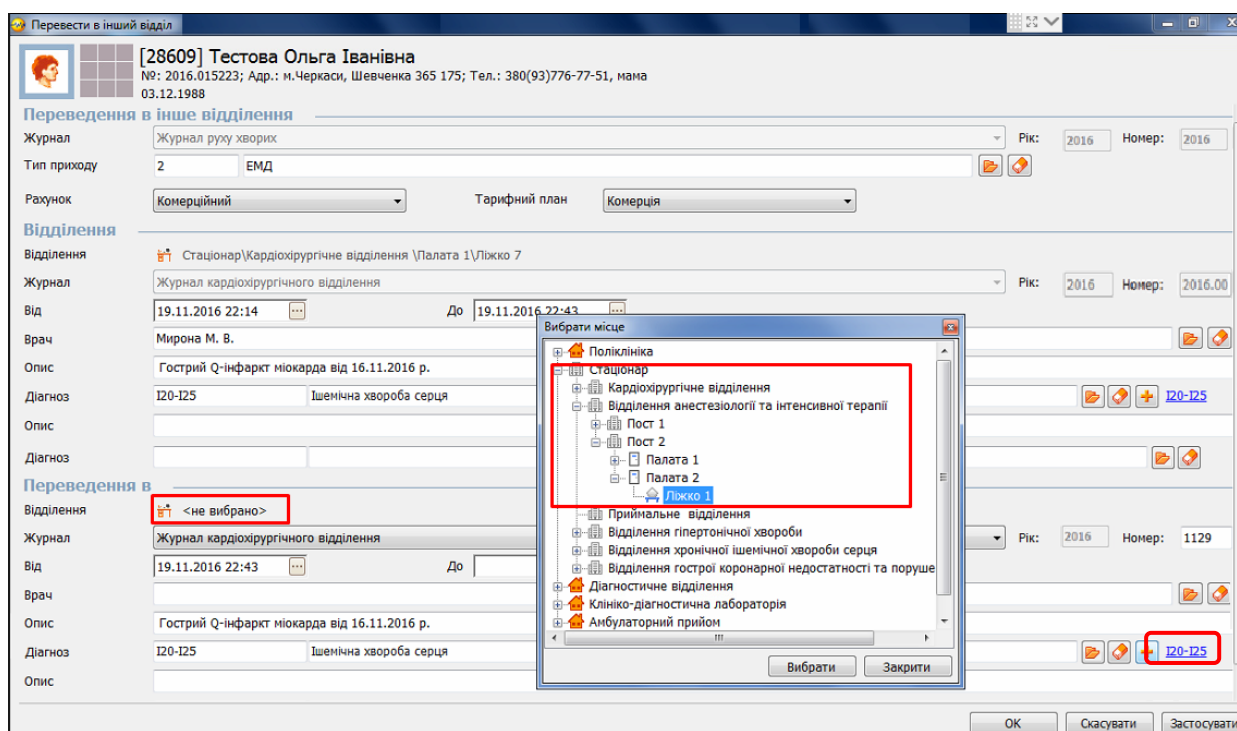 Перевести в інший відділ
[28609] Тестова Ольга Іванівна
№: 2016.015223; Адр.: м.Черкаси, Шевченка 365 175; Тел.: 380(93)776-77-51, мама
03.12.1988
Переведення в інше відділення
Журнал Журнал руху хворих Рік: 2016 Номер: 2016
Тип приходу 2 ЕМД
Рахунок Комерційний Тарифний план Комерція
Відділення
Відділення Стаціонар\Кардіохірургічне відділення \Палата 1\Ліжко 7
Журнал Журнал кардіохірургічного відділення Рік: 2016 Номер: 2016.00
Від 19.11.2016 22:14 До 19.11.2016 22:43
Врач Мирона М. В.
Опис Гострий Q-інфаркт міокарда від 16.11.2016 р.
Діагноз I20-I25 Ішемічна хвороба серця I20-I25
Опис
Діагноз
Переведення в
Відділення <не вибрано>
Журнал Журнал кардіохірургічного відділення Рік: 2016 Номер: 1129
Від 19.11.2016 22:43 До
Врач
Опис Гострий Q-інфаркт міокарда від 16.11.2016 р.
Діагноз I20-I25 Ішемічна хвороба серця I20-I25
Опис
Вибрати місце
Поліклініка
Стаціонар
Кардіохірургічне відділення
Відділення анестезіології та інтенсивної терапії
Пост 1
Пост 2
Палата 1
Палата 2
Ліжко 1
Приймальне відділення
Відділення гіпертонічної хвороби
Відділення хронічної ішемічної хвороби серця
Відділення гострої коронарної недостатності та поруше
Діагностичне відділення
Клініко-діагностична лабораторія
Амбулаторний прийом
Вибрати Закрити
OK Скасувати Застосувати